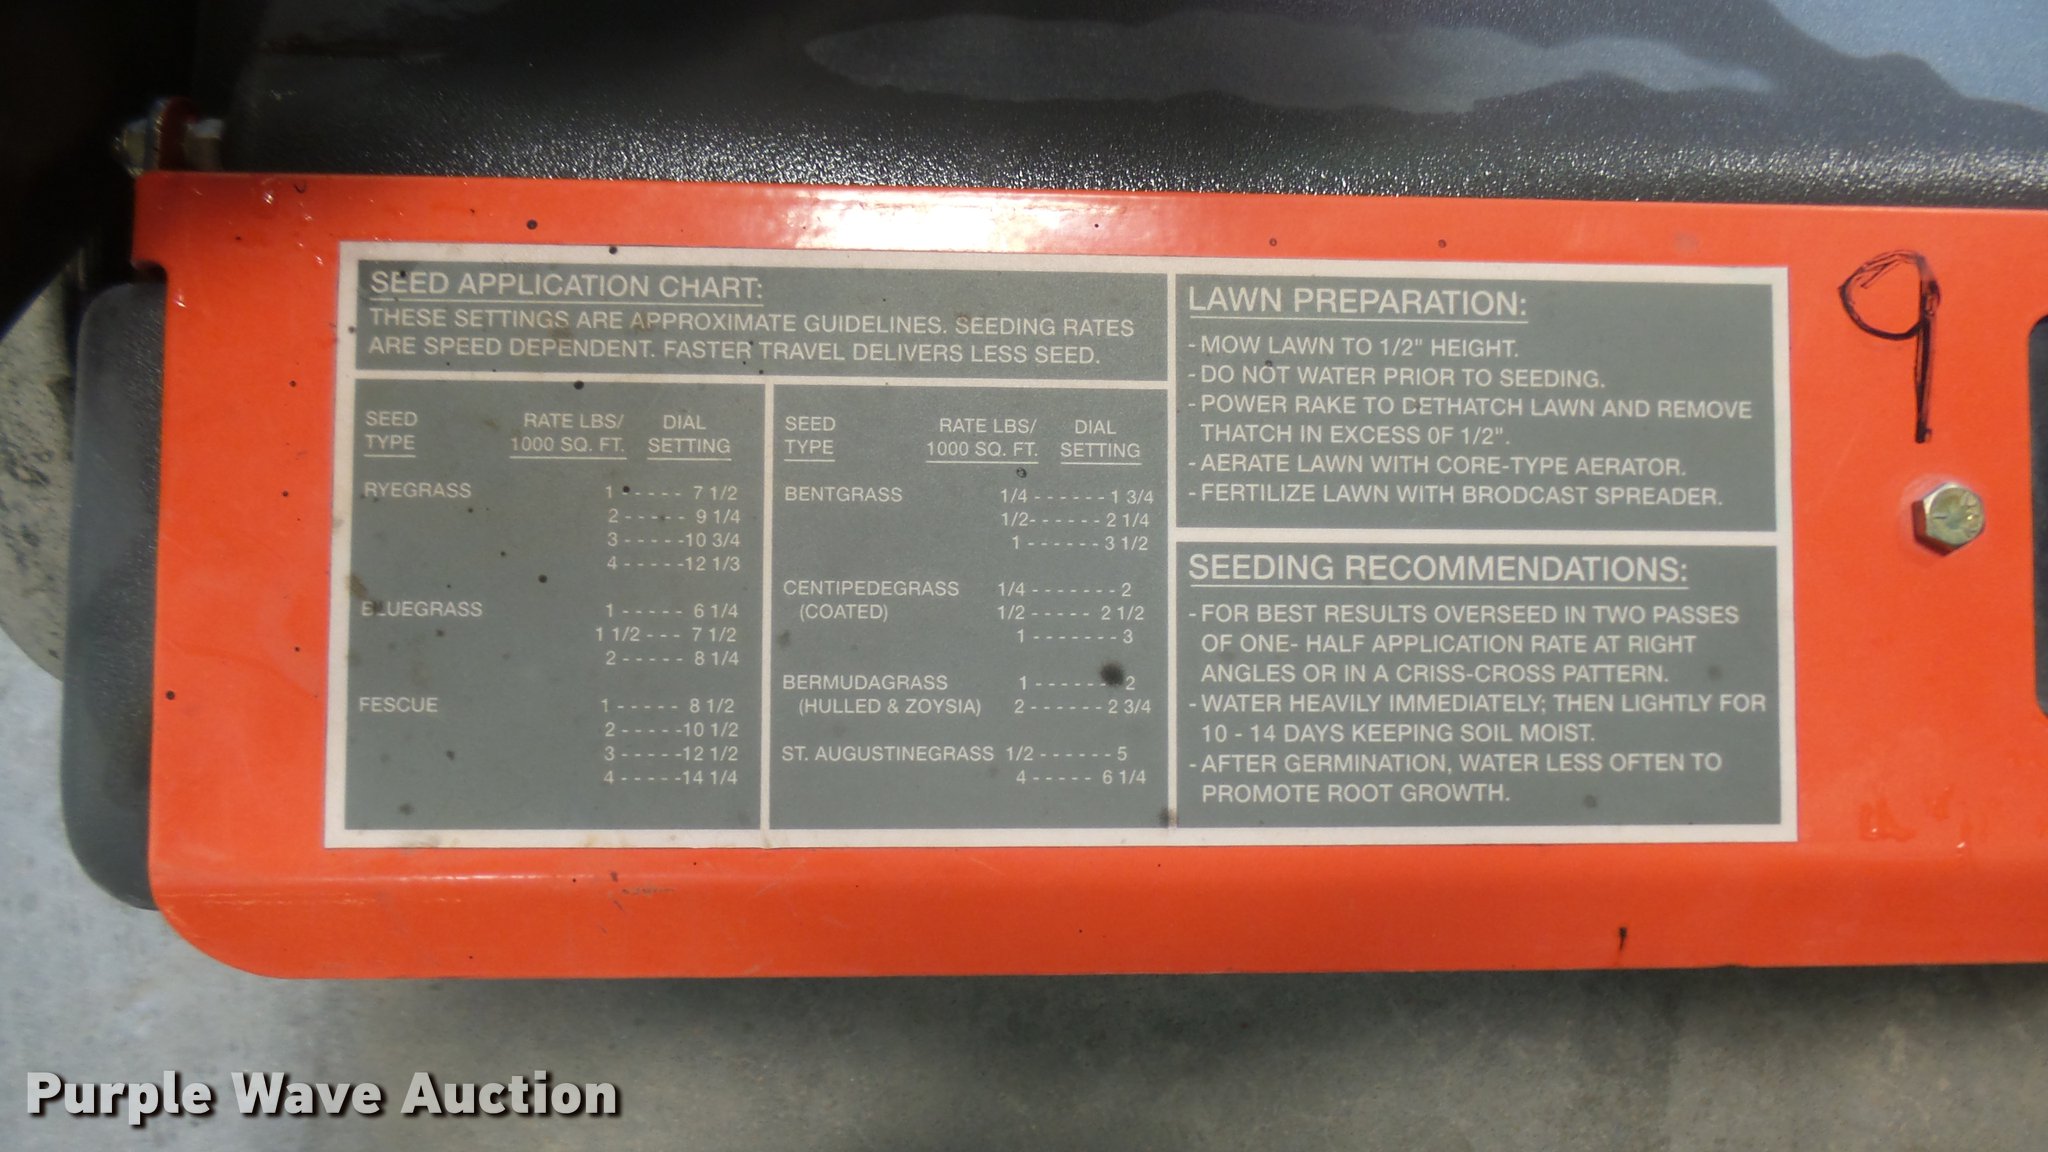 SEED APPLICATION CHART:
THESE SETTINGS ARE APPROXIMATE GUIDELINES. SEEDING RATES
ARE SPEED DEPENDENT. FASTER TRAVEL DELIVERS LESS SEED.
SEED RATE LBS/ DIAL
TYPE 1000 SQ. FT. SETTING
RYEGRASS 1 - - - - - 7 1/2
2 - - - - - 9 1/4
3 - - - - -10 3/4
4 - - - - -12 1/3
BLUEGRASS 1 - - - - - 6 1/4
1 1/2 - - - 7 1/2
2 - - - - - 8 1/4
FESCUE 1 - - - - - 8 1/2
2 - - - - -10 1/2
3 - - - - -12 1/2
4 - - - - -14 1/4
SEED RATE LBS/ DIAL
TYPE 1000 SQ. FT. SETTING
BENTGRASS 1/4 - - - - - - 1 3/4
1/2- - - - - - 2 1/4
1 - - - - - - 3 1/2
CENTIPEDEGRASS 1/4 - - - - - - - 2
(COATED) 1/2 - - - - - - 2 1/2
1 - - - - - - - 3
BERMUDAGRASS 1 - - - - - - -2
(HULLED & ZOYSIA) 2 - - - - - - 2 3/4
ST. AUGUSTINEGRASS 1/2 - - - - - - 5
4 - - - - - 6 1/4
LAWN PREPARATION:
- MOW LAWN TO 1/2" HEIGHT.
- DO NOT WATER PRIOR TO SEEDING.
- POWER RAKE TO DETHATCH LAWN AND REMOVE
THATCH IN EXCESS 0F 1/2".
- AERATE LAWN WITH CORE-TYPE AERATOR.
- FERTILIZE LAWN WITH BRODCAST SPREADER.
SEEDING RECOMMENDATIONS:
- FOR BEST RESULTS OVERSEED IN TWO PASSES
OF ONE- HALF APPLICATION RATE AT RIGHT
ANGLES OR IN A CRISS-CROSS PATTERN.
- WATER HEAVILY IMMEDIATELY; THEN LIGHTLY FOR
10 - 14 DAYS KEEPING SOIL MOIST.
- AFTER GERMINATION, WATER LESS OFTEN TO
PROMOTE ROOT GROWTH.
9
Purple Wave Auction